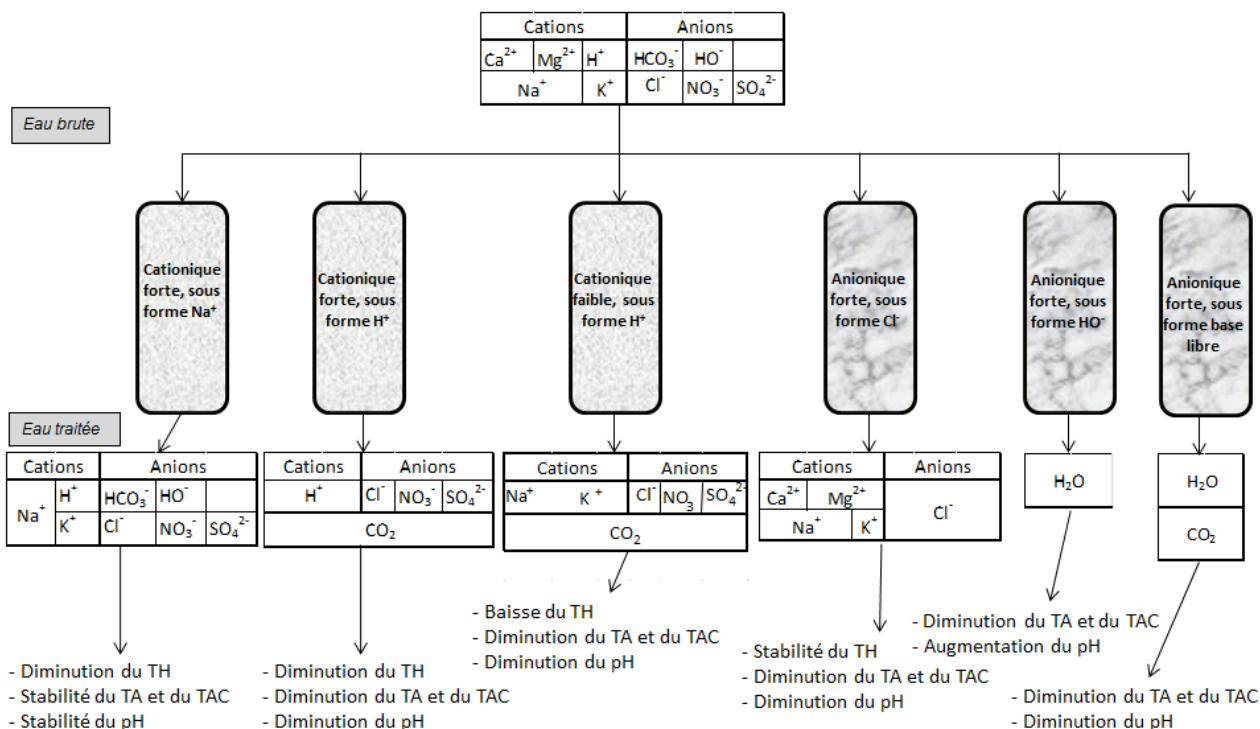 Cations Anions
Ca²⁺ Mg²⁺ H⁺ HCO₃⁻ HO⁻
Na⁺ K⁺ Cl⁻ NO₃⁻ SO₄²⁻
Eau brute
Cationique
forte, sous
forme Na⁺
Cationique
forte, sous
forme H⁺
Cationique
faible, sous
forme H⁺
Anionique
forte, sous
forme Cl⁻
Anionique
forte, sous
forme HO⁻
Anionique
forte, sous
forme base
libre
Eau traitée
Cations Anions
Na⁺ H⁺ HCO₃⁻ HO⁻
K⁺ Cl⁻ NO₃⁻ SO₄²⁻
Cations Anions
H⁺ Cl⁻ NO₃⁻ SO₄²⁻
CO₂
Cations Anions
Na⁺ K⁺ Cl⁻ NO₃ SO₄²⁻
CO₂
Cations Anions
Ca²⁺ Mg²⁺ Cl⁻
Na⁺ K⁺
H₂O
H₂O
CO₂
- Diminution du TH
- Stabilité du TA et du TAC
- Stabilité du pH
- Diminution du TH
- Diminution du TA et du TAC
- Diminution du pH
- Baisse du TH
- Diminution du TA et du TAC
- Diminution du pH
- Stabilité du TH
- Diminution du TA et du TAC
- Diminution du pH
- Diminution du TA et du TAC
- Augmentation du pH
- Diminution du TA et du TAC
- Diminution du pH